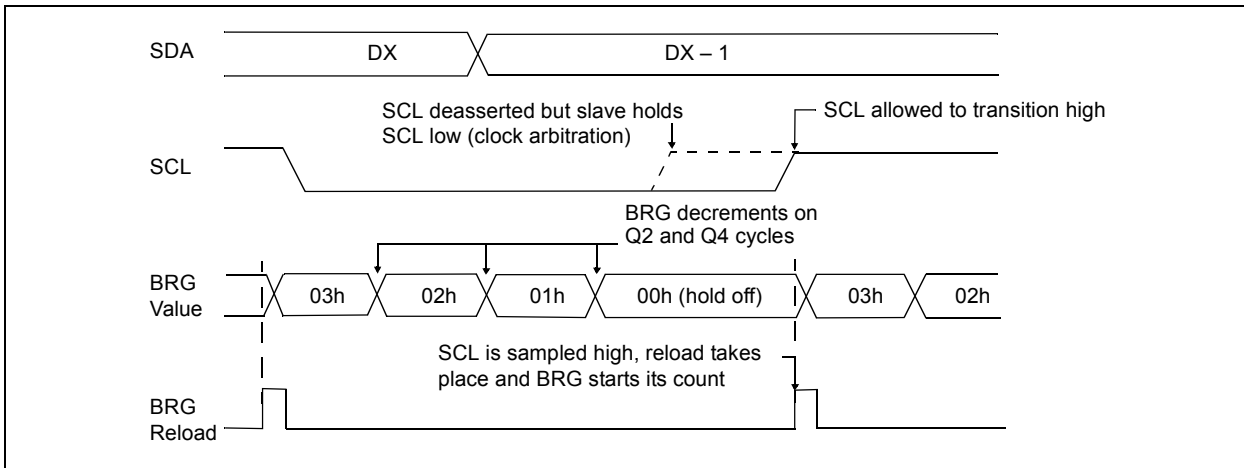 SDA
DX
DX – 1
SCL deasserted but slave holds
SCL low (clock arbitration)
SCL allowed to transition high
SCL
BRG decrements on
Q2 and Q4 cycles
BRG
Value
03h
02h
01h
00h (hold off)
03h
02h
SCL is sampled high, reload takes
place and BRG starts its count
BRG
Reload